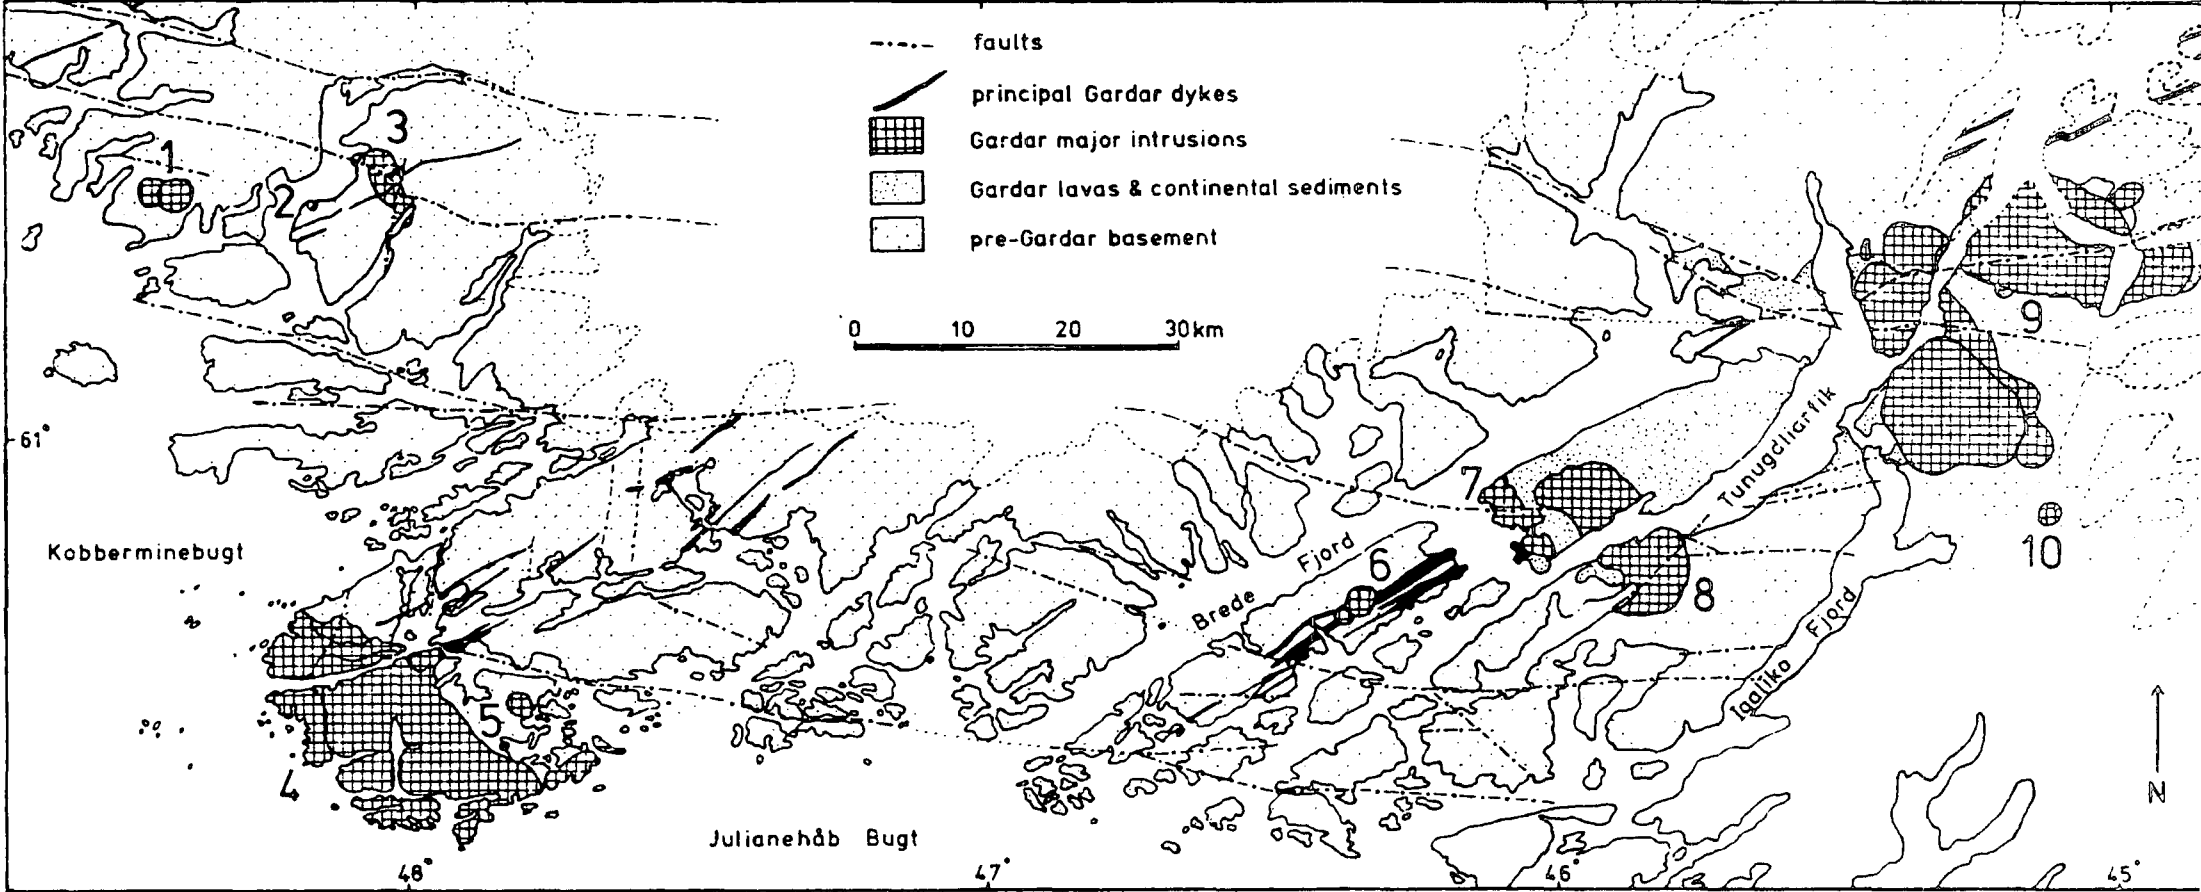 faults
principal Gardar dykes
Gardar major intrusions
Gardar lavas & continental sediments
pre-Gardar basement
0 10 20 30km
1
2
3
4
5
6
7
8
9
10
61°
Kobberminebugt
Julianehåb Bugt
Brede Fjord
Tunugdliarfik
Igaliko Fjord
N
48° 47° 46° 45°